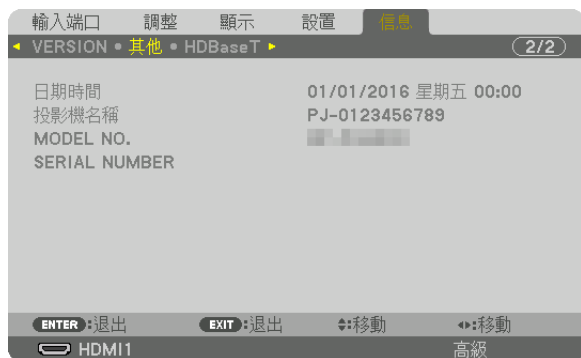 輸入端口 調整 顯示 設置 信息
VERSION • 其他 • HDBaseT 2/2
日期時間 01/01/2016 星期五 00:00
投影機名稱 PJ-0123456789
MODEL NO.
SERIAL NUMBER
ENTER:退出 EXIT:退出 :移動 :移動
HDMI1 高級